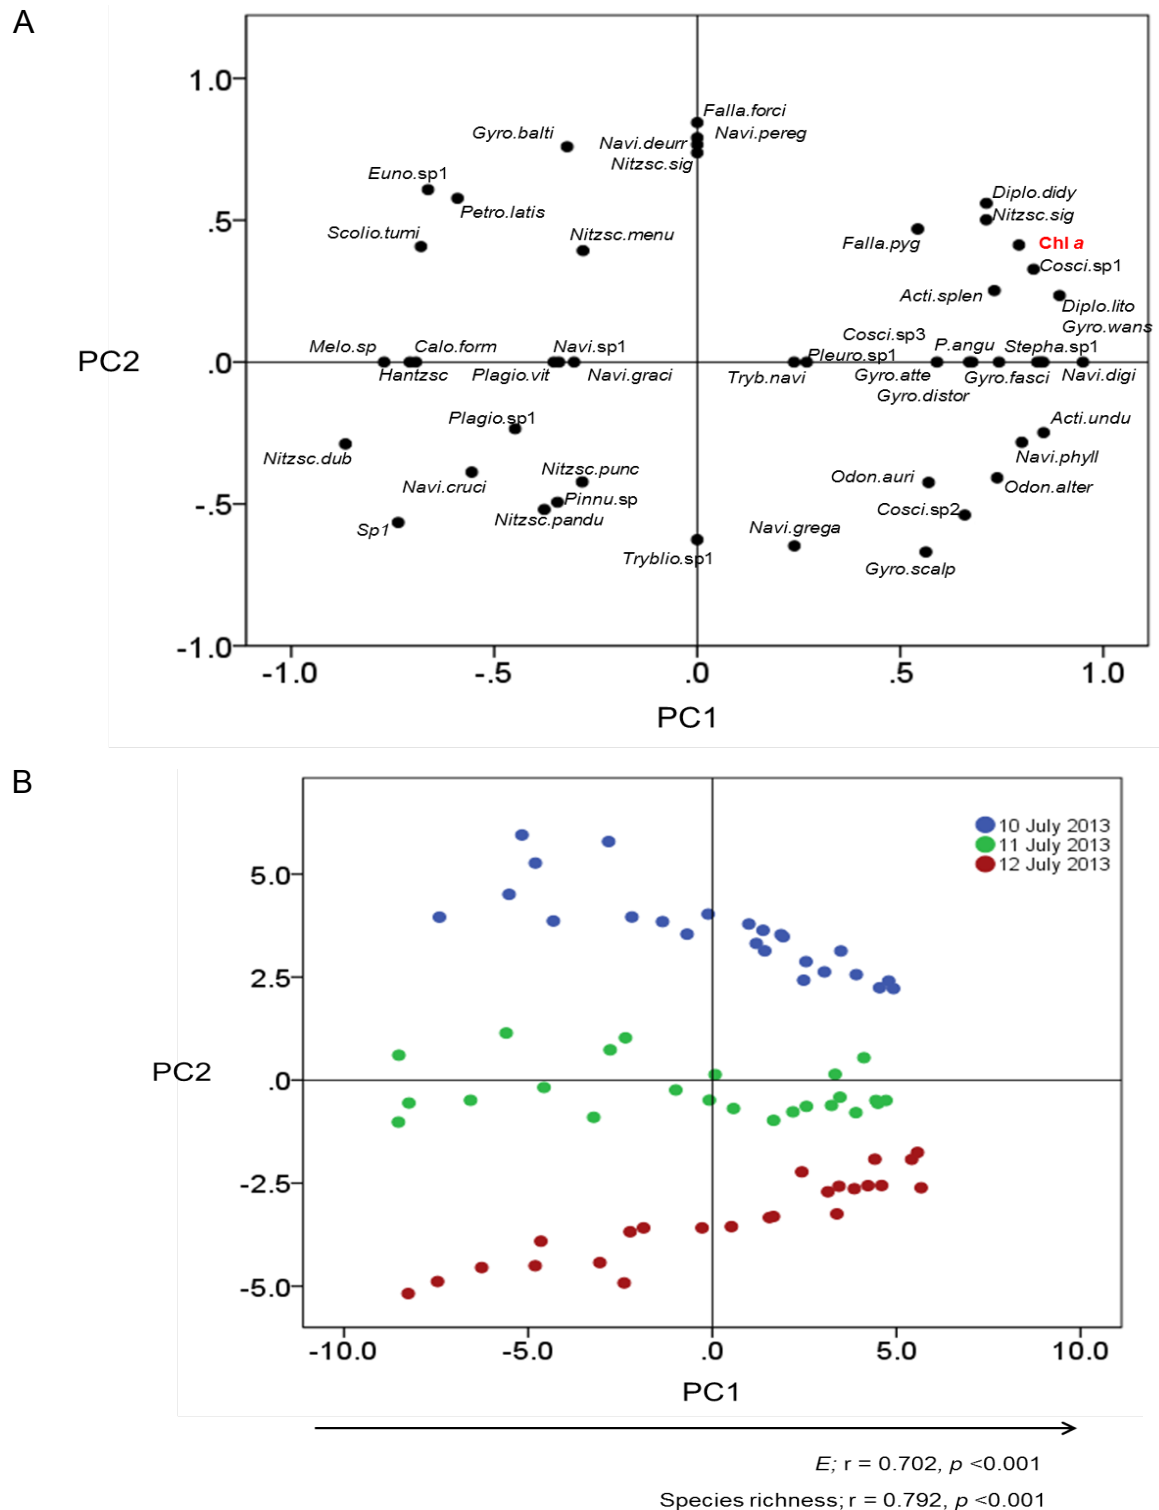 A
1.0
.5
.0
-.5
-1.0
PC2
Falla.forci
Gyro.balti
Navi.deurr
Navi.pereg
Nitzsc.sig
Euno.sp1
Petro.latis
Diplo.didy
Nitzsc.sig
Scolio.tumi
Nitzsc.menu
Falla.pyg
Chl a
Cosci.sp1
Acti.splen
Diplo.lito
Gyro.wans
Melo.sp
Calo.form
Navi.sp1
Cosci.sp3
Pleuro.sp1
P.angu
Stepha.sp1
Hantzsc
Plagio.vit
Navi.graci
Tryb.navi
Gyro.atte
Gyro.fasci
Navi.digi
Gyro.distor
Plagio.sp1
Acti.undu
Nitzsc.dub
Navi.cruci
Nitzsc.punc
Navi.phyll
Odon.auri
Odon.alter
Pinnu.sp
Sp1
Nitzsc.pandu
Cosci.sp2
Navi.grega
Tryblio.sp1
Gyro.scalp
-1.0 -.5 .0 .5 1.0
PC1
B
10 July 2013
11 July 2013
12 July 2013
5.0
2.5
.0
-2.5
-5.0
PC2
-10.0 -5.0 .0 5.0 10.0
PC1
E; r = 0.702, p <0.001
Species richness; r = 0.792, p <0.001